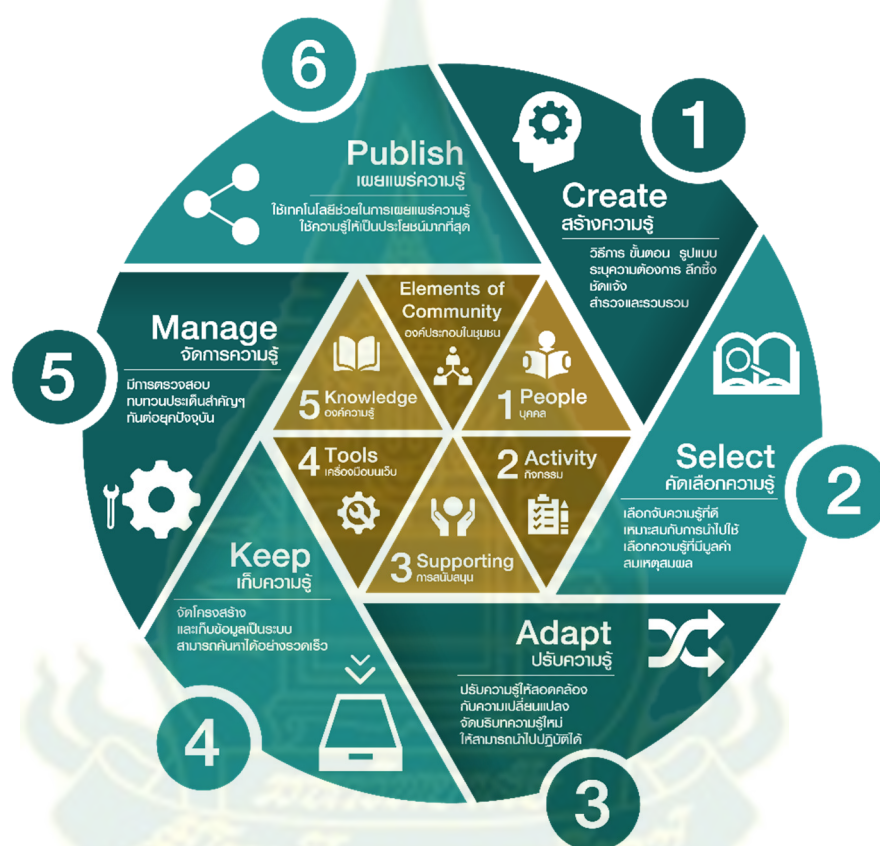 1
Create
สร้างความรู้
วิธีการ ขั้นตอน รูปแบบ
ระบุความต้องการ ลึกซึ้ง
ชัดแจ้ง
สำรวจและรวบรวม
2
Select
คัดเลือกความรู้
เลือกจับความรู้ที่ดี
เหมาะสมกับการนำไปใช้
เลือกความรู้ที่มีมูลค่า
สมเหตุสมผล
3
Adapt
ปรับความรู้
ปรับความรู้ให้สอดคล้อง
กับความเปลี่ยนแปลง
จัดบริบทความรู้ใหม่
ให้สามารถนำไปปฏิบัติได้
4
Keep
เก็บความรู้
จัดโครงสร้าง
และเก็บข้อมูลเป็นระบบ
สามารถค้นหาได้อย่างรวดเร็ว
5
Manage
จัดการความรู้
มีการตรวจสอบ
ทบทวนประเด็นสำคัญๆ
ทันต่อยุคปัจจุบัน
6
Publish
เผยแพร่ความรู้
ใช้เทคโนโลยีช่วยในการเผยแพร่ความรู้
ใช้ความรู้ให้เป็นประโยชน์มากที่สุด
Elements of
Community
องค์ประกอบในชุมชน
1 People
บุคคล
2 Activity
กิจกรรม
3 Supporting
การสนับสนุน
4 Tools
เครื่องมือบนเว็บ
5 Knowledge
องค์ความรู้